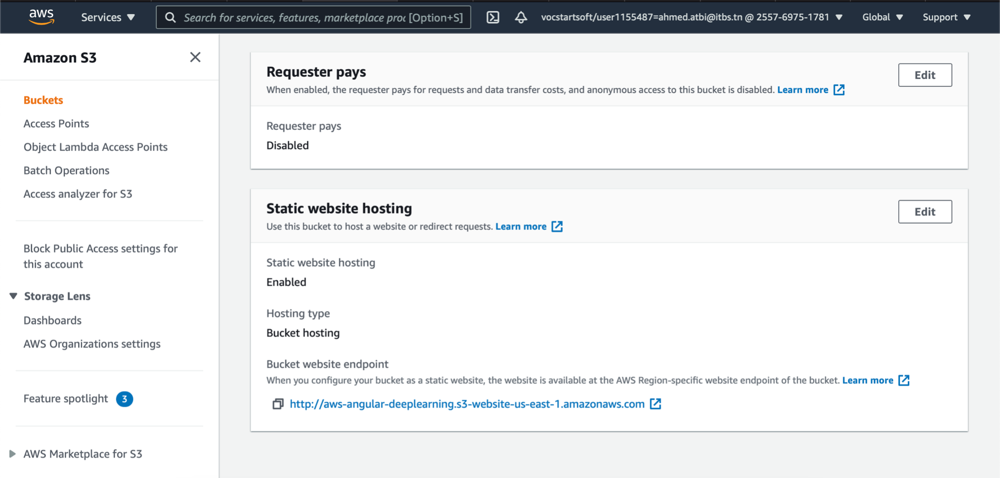 aws
Services
Search for services, features, marketplace proc [Option+S]
vocstartsoft/user1155487=ahmed.atbi@itbs.tn @ 2557-6975-1781
Global
Support
Amazon S3
Buckets
Access Points
Object Lambda Access Points
Batch Operations
Access analyzer for S3
Block Public Access settings for
this account
Storage Lens
Dashboards
AWS Organizations settings
Feature spotlight 3
AWS Marketplace for S3
Requester pays
Edit
When enabled, the requester pays for requests and data transfer costs, and anonymous access to this bucket is disabled. Learn more
Requester pays
Disabled
Static website hosting
Edit
Use this bucket to host a website or redirect requests. Learn more
Static website hosting
Enabled
Hosting type
Bucket hosting
Bucket website endpoint
When you configure your bucket as a static website, the website is available at the AWS Region-specific website endpoint of the bucket. Learn more
http://aws-angular-deeplearning.s3-website-us-east-1.amazonaws.com